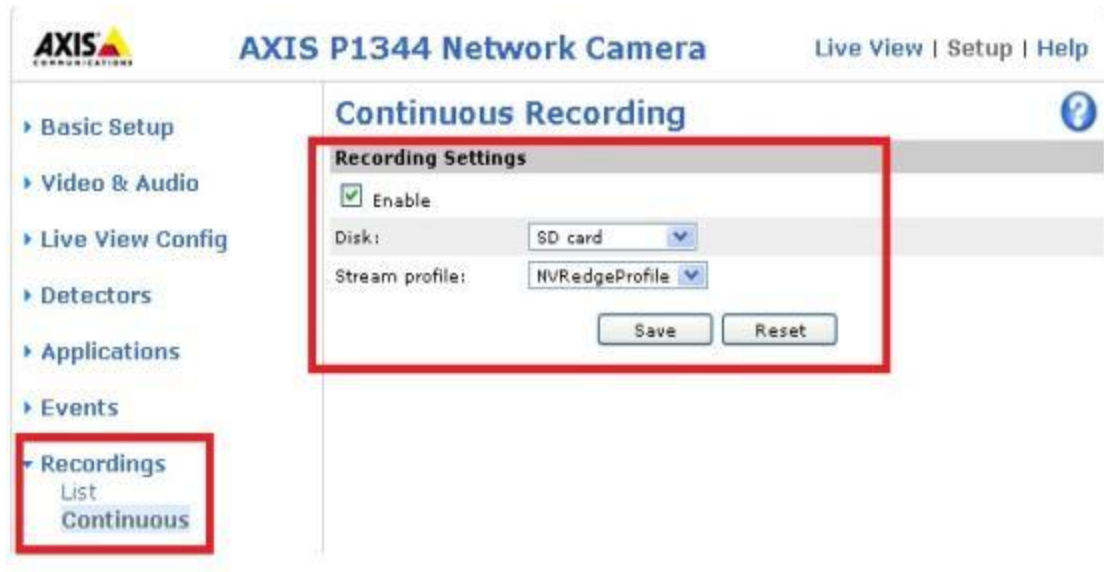 AXIS
COMMUNICATIONS
AXIS P1344 Network Camera
Live View | Setup | Help
Basic Setup
Video & Audio
Live View Config
Detectors
Applications
Events
Recordings
List
Continuous
Continuous Recording
?
Recording Settings
Enable
Disk: SD card
Stream profile: NVRedgeProfile
Save Reset